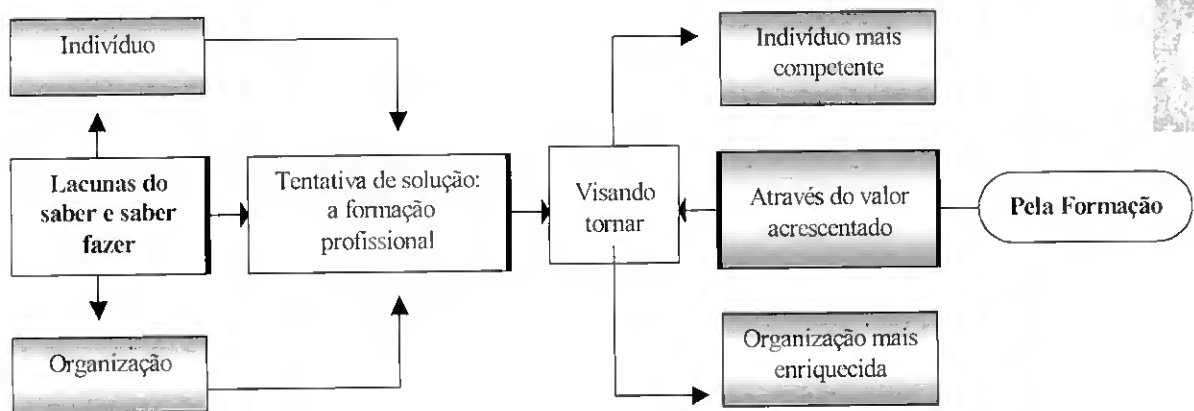 Indivíduo
Lacunas do
saber e saber
fazer
Organização
Tentativa de solução:
a formação
profissional
Visando
tornar
Indivíduo mais
competente
Através do valor
acrescentado
Organização mais
enriquecida
Pela Formação